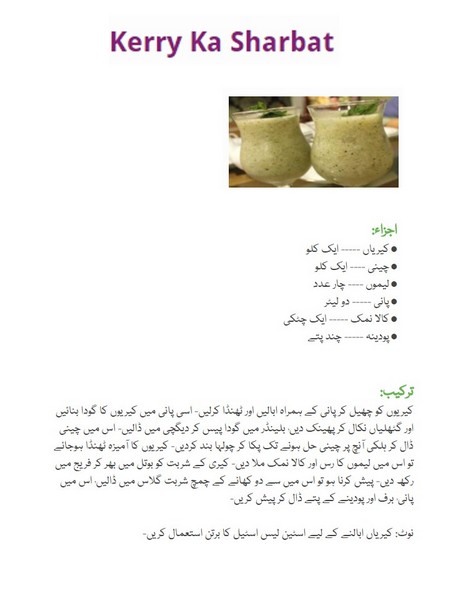 Kerry Ka Sharbat
اجزاء:
● کیریاں ----- ایک کلو
● چینی ---- ایک کلو
● لیموں ---- چار عدد
● پانی ----- دو لیٹر
● کالا نمک ----- ایک چٹکی
● پودینہ ----- چند پتے
ترکیب:
کیریوں کو چھیل کر پانی کے ہمراہ ابالیں اور ٹھنڈا کرلیں- اسی پانی میں کیریوں کا گودا بنائیں
اور گٹھلیاں نکال کر پھینک دیں، بلینڈر میں گودا پیس کر دیگچی میں ڈالیں- اس میں چینی
ڈال کر ہلکی آنچ پر چینی حل ہونے تک پکا کر چولہا بند کردیں- کیریوں کا آمیزہ ٹھنڈا ہوجائے
تو اس میں لیموں کا رس اور کالا نمک ملا دیں- کیری کے شربت کو بوتل میں بھر کر فریج میں
رکھ دیں- پیش کرنا ہو تو اس میں سے دو کھانے کے چمچ شربت گلاس میں ڈالیں، اس میں
پانی، برف اور پودینے کے پتے ڈال کر پیش کریں-
نوٹ: کیریاں ابالنے کے لیے اسٹین لیس اسٹیل کا برتن استعمال کریں-